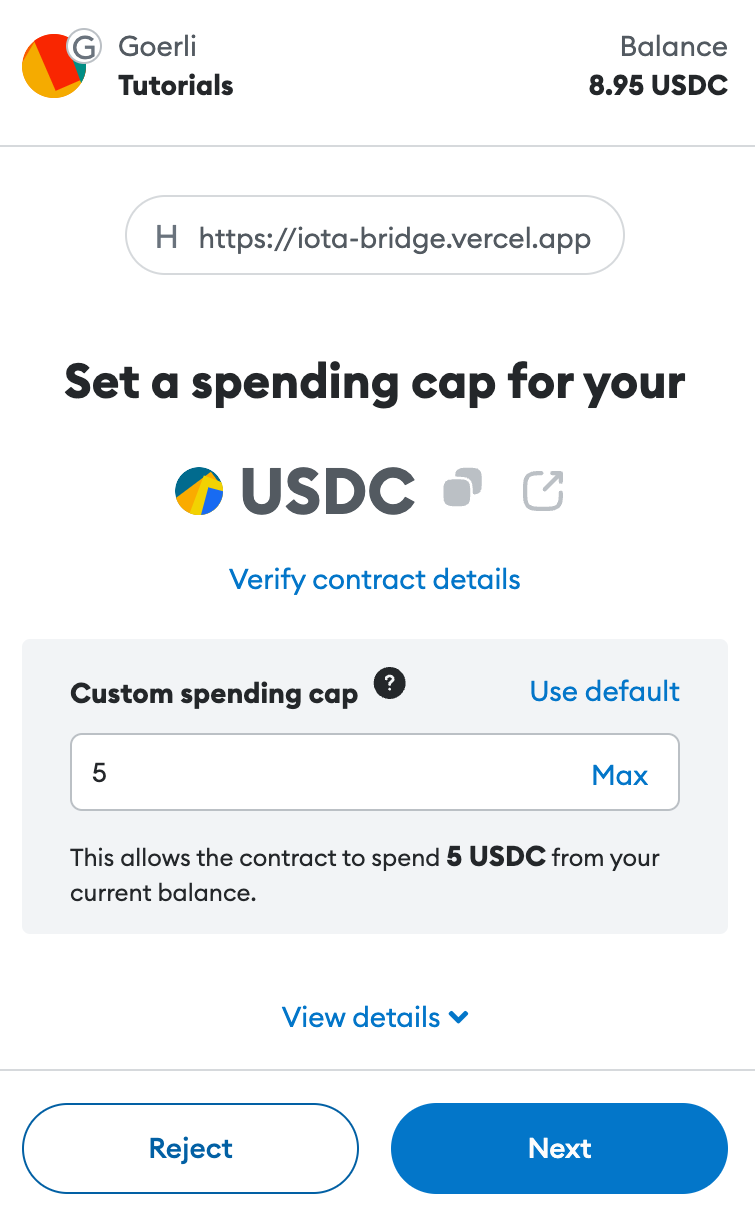 G Goerli
Tutorials
Balance
8.95 USDC
H https://iota-bridge.vercel.app
Set a spending cap for your
USDC
Verify contract details
Custom spending cap ?
Use default
5
Max
This allows the contract to spend 5 USDC from your
current balance.
View details
Reject
Next